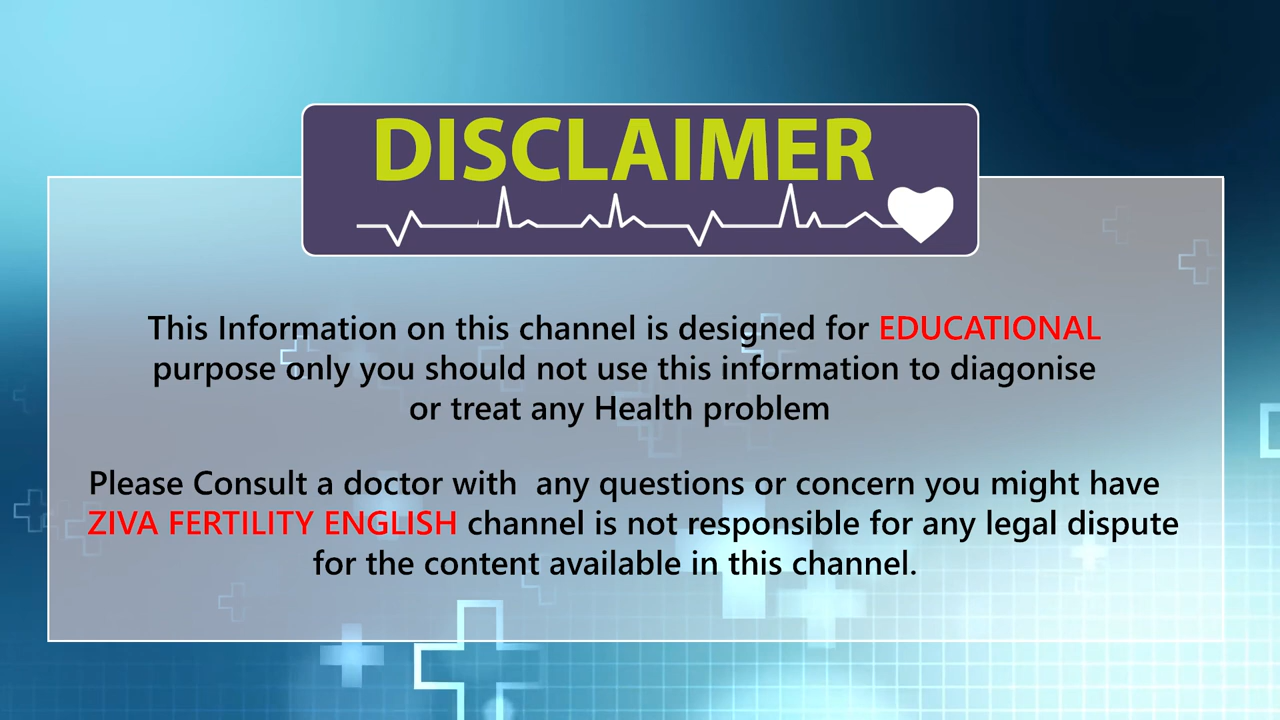 DISCLAIMER
This Information on this channel is designed for EDUCATIONAL
purpose only you should not use this information to diagonise
or treat any Health problem
Please Consult a doctor with  any questions or concern you might have
ZIVA FERTILITY ENGLISH channel is not responsible for any legal dispute
for the content available in this channel.